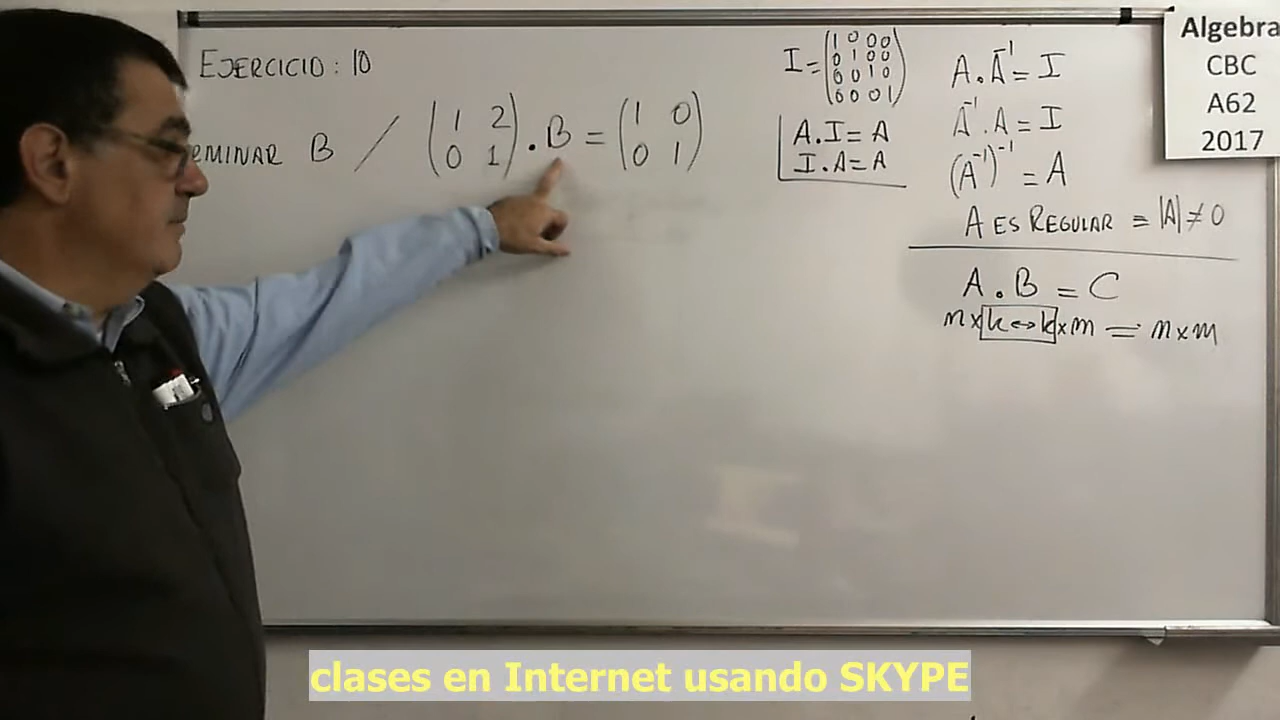 EJERCICIO: 10
ERMINAR B / (1 2 0 1) . B = (1 0 0 1)
I = (1 0 0 0
0 1 0 0
0 0 1 0
0 0 0 1)
A.I = A
I.A = A
A.A⁻¹ = I
A⁻¹.A = I
(A⁻¹)⁻¹ = A
A ES REGULAR = |A| ≠ 0
A . B = C
n x k ↔ k x m = n x m
Algebra
CBC
A62
2017
clases en Internet usando SKYPE